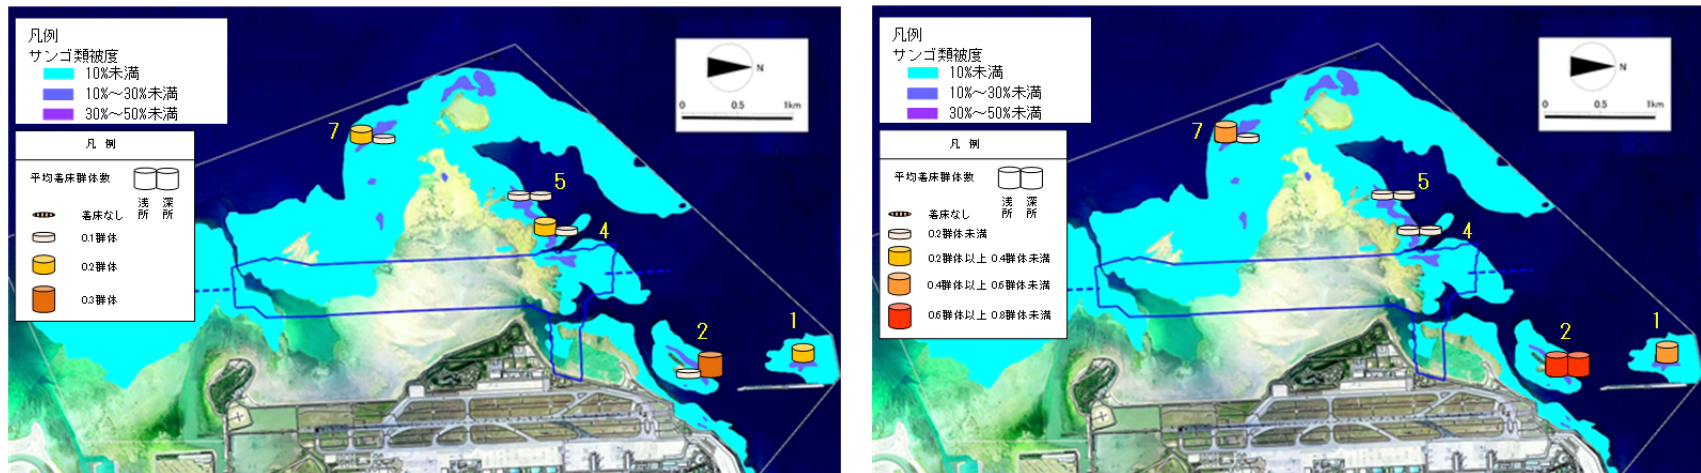 凡例
サンゴ類被度
10%未満
10%～30%未満
30%～50%未満
凡 例
平均着床群体数
浅所
深所
着床なし
0.1群体
0.2群体
0.3群体
N
0 0.5 1km
7
5
4
2
1
凡例
サンゴ類被度
10%未満
10%～30%未満
30%～50%未満
凡 例
平均着床群体数
浅所
深所
着床なし
0.2群体未満
0.2群体以上 0.4群体未満
0.4群体以上 0.6群体未満
0.6群体以上 0.8群体未満
N
0 0.5 1km
7
5
4
2
1